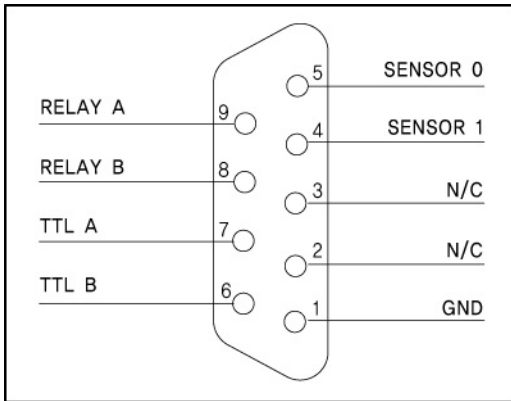 5 SENSOR 0
RELAY A 9
4 SENSOR 1
RELAY B 8
3 N/C
TTL A 7
2 N/C
TTL B 6
1 GND